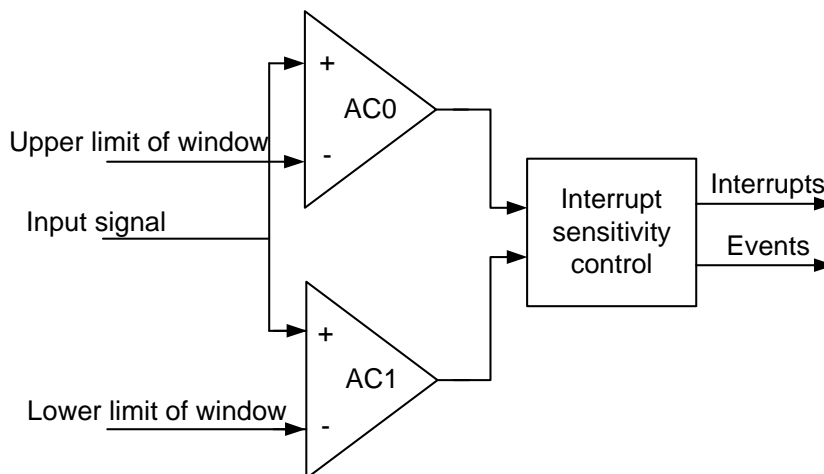 +
AC0
Upper limit of window
-
Input signal
Interrupt
sensitivity
control
Interrupts
Events
+
AC1
Lower limit of window
-